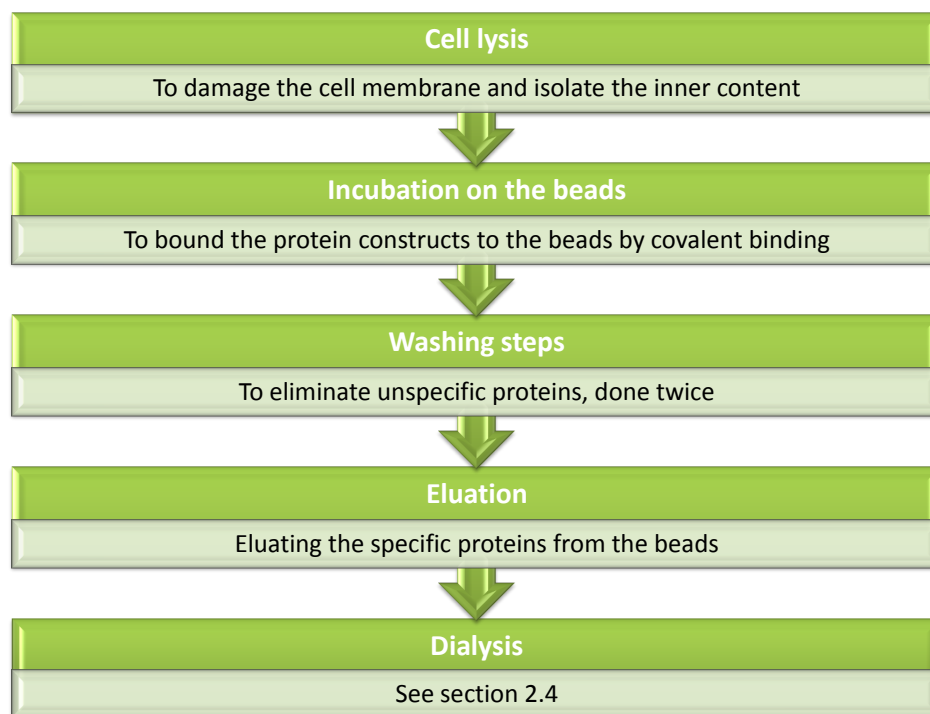 Cell lysis
To damage the cell membrane and isolate the inner content
Incubation on the beads
To bound the protein constructs to the beads by covalent binding
Washing steps
To eliminate unspecific proteins, done twice
Eluation
Eluating the specific proteins from the beads
Dialysis
See section 2.4